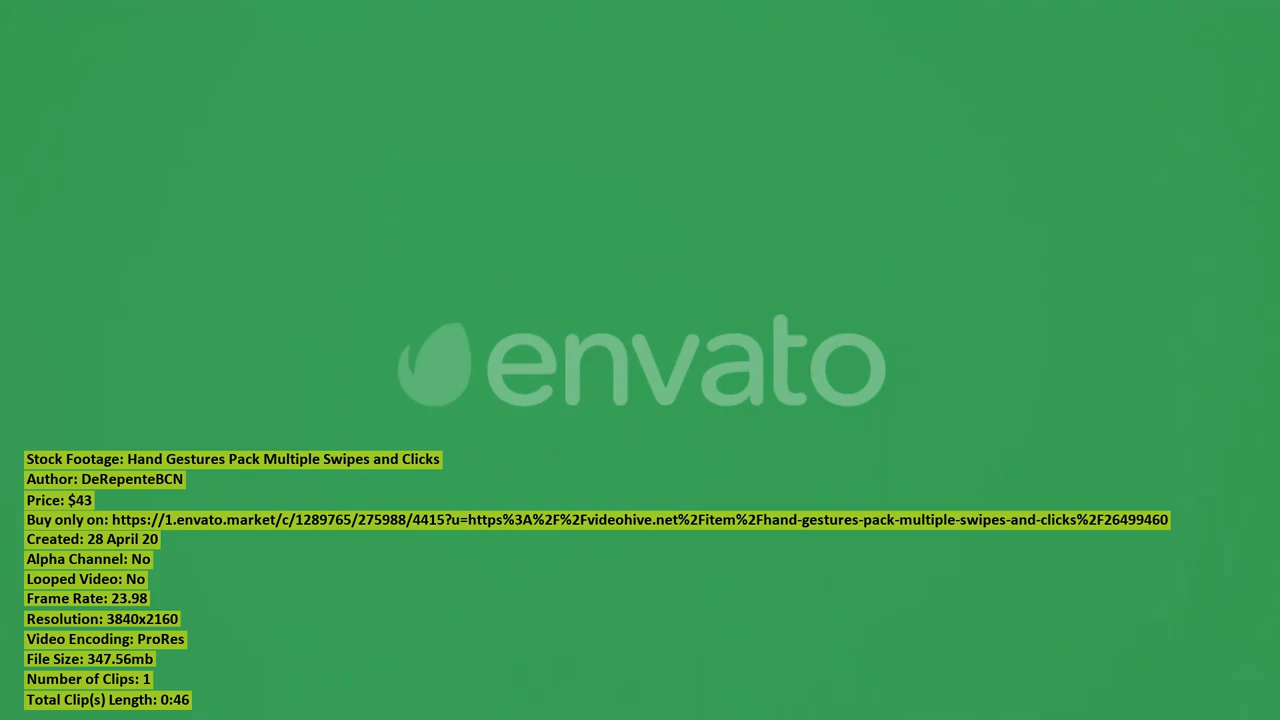 envato
Stock Footage: Hand Gestures Pack Multiple Swipes and Clicks
Author: DeRepenteBCN
Price: $43
Buy only on: https://1.envato.market/c/1289765/275988/4415?u=https%3A%2F%2Fvideohive.net%2Fitem%2Fhand-gestures-pack-multiple-swipes-and-clicks%2F26499460
Created: 28 April 20
Alpha Channel: No
Looped Video: No
Frame Rate: 23.98
Resolution: 3840x2160
Video Encoding: ProRes
File Size: 347.56mb
Number of Clips: 1
Total Clip(s) Length: 0:46